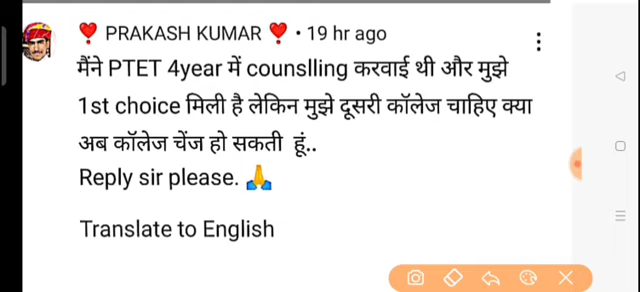 ❣️ PRAKASH KUMAR ❣️ • 19 hr ago
मैंने PTET 4year में counslling करवाई थी और मुझे
1st choice मिली है लेकिन मुझे दूसरी कॉलेज चाहिए क्या
अब कॉलेज चेंज हो सकती हूं..
Reply sir please. 🙏
Translate to English